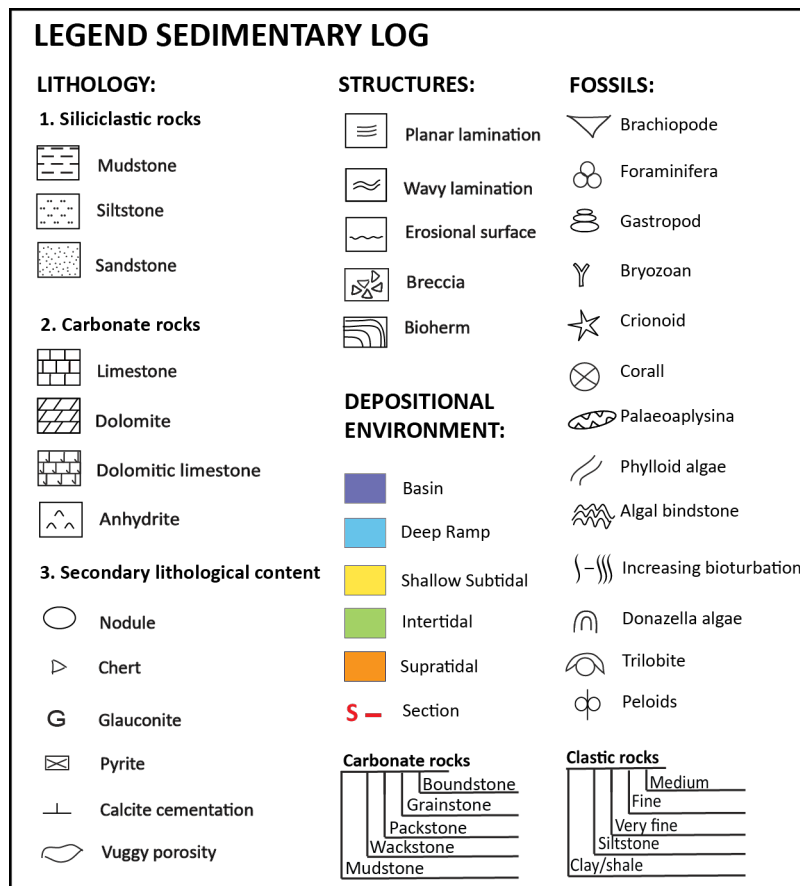 LEGEND SEDIMENTARY LOG
LITHOLOGY:
1. Siliciclastic rocks
Mudstone
Siltstone
Sandstone
2. Carbonate rocks
Limestone
Dolomite
Dolomitic limestone
Anhydrite
3. Secondary lithological content
Nodule
Chert
G Glauconite
Pyrite
Calcite cementation
Vuggy porosity
STRUCTURES:
Planar lamination
Wavy lamination
Erosional surface
Breccia
Bioherm
DEPOSITIONAL
ENVIRONMENT:
Basin
Deep Ramp
Shallow Subtidal
Intertidal
Supratidal
S – Section
Carbonate rocks
Boundstone
Grainstone
Packstone
Wackstone
Mudstone
FOSSILS:
Brachiopode
Foraminifera
Gastropod
Bryozoan
Crionoid
Corall
Palaeoaplysina
Phylloid algae
Algal bindstone
Increasing bioturbation
Donazella algae
Trilobite
Peloids
Clastic rocks
Medium
Fine
Very fine
Siltstone
Clay/shale